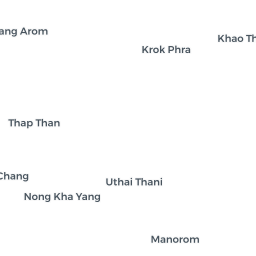 ang Arom
Khao Th
Krok Phra
Thap Than
Chang
Uthai Thani
Nong Kha Yang
Manorom